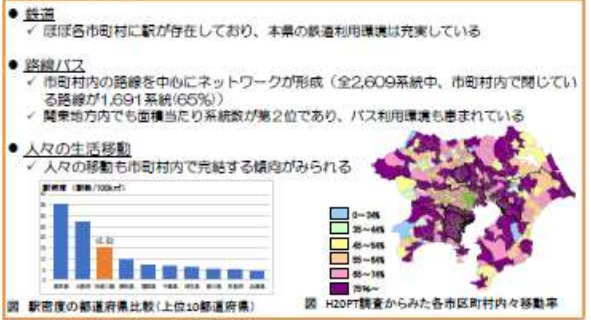 ● 鉄道
✓ ほぼ各市町村に駅が存在しており、本県の鉄道利用環境は充実している
● 路線バス
✓ 市町村内の路線を中心にネットワークが形成（全2,609系統中、市町村内で閉じてい
る路線が1,691系統(65%)）
✓ 関東地方内でも面積当たり系統数が第2位であり、バス利用環境も恵まれている
● 人々の生活移動
✓ 人々の移動も市町村内で完結する傾向がみられる
駅密度（駅数/100k㎡）
0～34%
35～44%
45～54%
55～64%
65～74%
75%～
図 駅密度の都道府県比較(上位10都道府県)
図 H20PT調査からみた各市区町村内々移動率